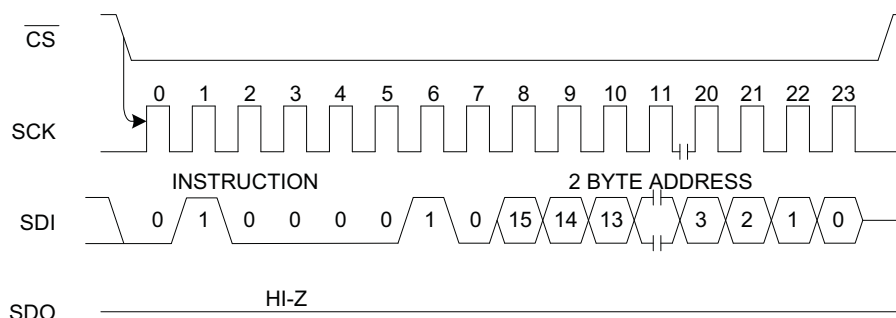 CS
0 1 2 3 4 5 6 7 8 9 10 11 20 21 22 23
SCK
INSTRUCTION 2 BYTE ADDRESS
SDI 0 1 0 0 0 0 1 0 15 14 13 3 2 1 0
HI-Z
SDO